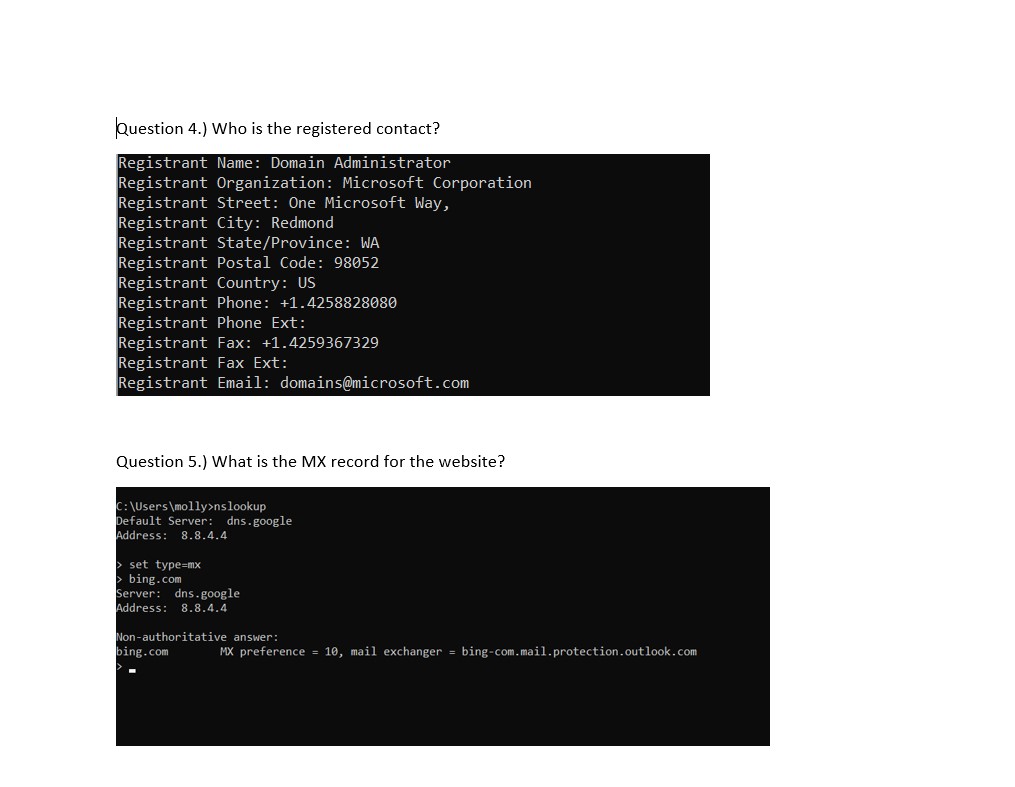 Question 4.) Who is the registered contact?
Registrant Name: Domain Administrator
Registrant Organization: Microsoft Corporation
Registrant Street: One Microsoft Way,
Registrant City: Redmond
Registrant State/Province: WA
Registrant Postal Code: 98052
Registrant Country: US
Registrant Phone: +1.4258828080
Registrant Phone Ext:
Registrant Fax: +1.4259367329
Registrant Fax Ext:
Registrant Email: domains@microsoft.com
Question 5.) What is the MX record for the website?
C:\Users\molly>nslookup
Default Server:  dns.google
Address:  8.8.4.4
> set type=mx
> bing.com
Server:  dns.google
Address:  8.8.4.4
Non-authoritative answer:
bing.com        MX preference = 10, mail exchanger = bing-com.mail.protection.outlook.com
>